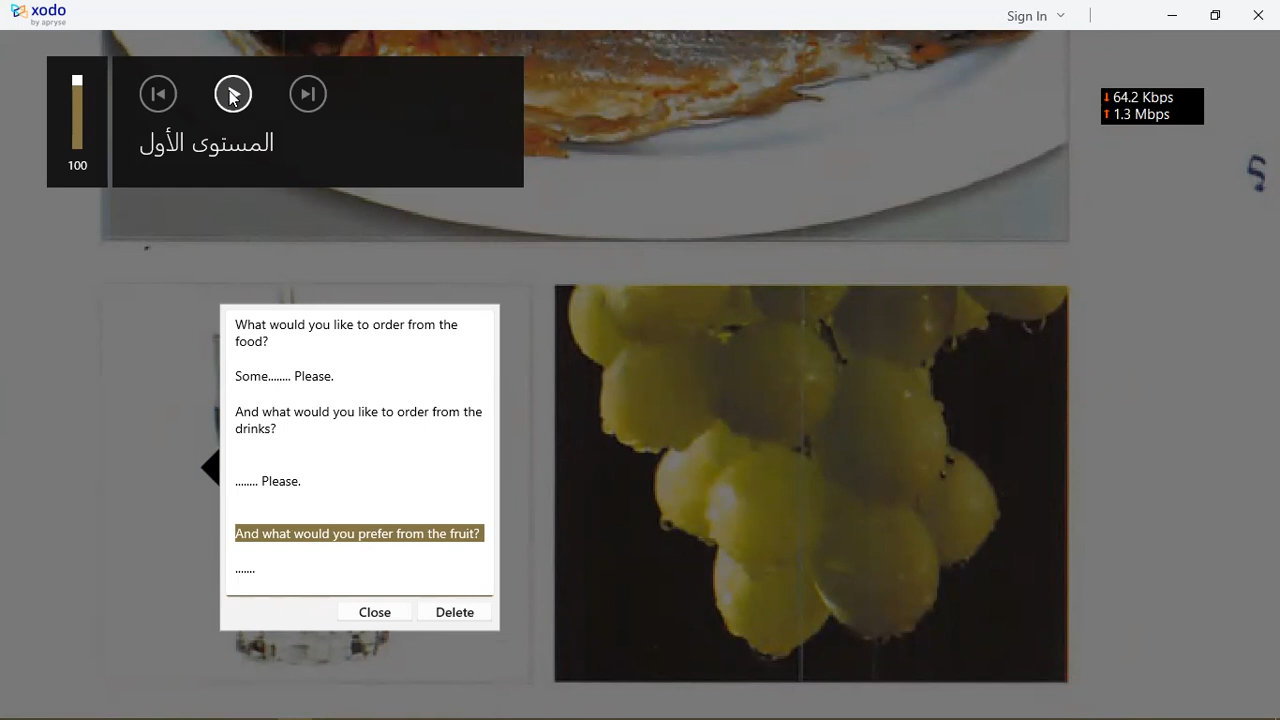 xodo
by apryse
Sign In
المستوى الأول
100
64.2 Kbps
1.3 Mbps
What would you like to order from the
food?
Some........ Please.
And what would you like to order from the
drinks?
........ Please.
And what would you prefer from the fruit?
.......
Close
Delete